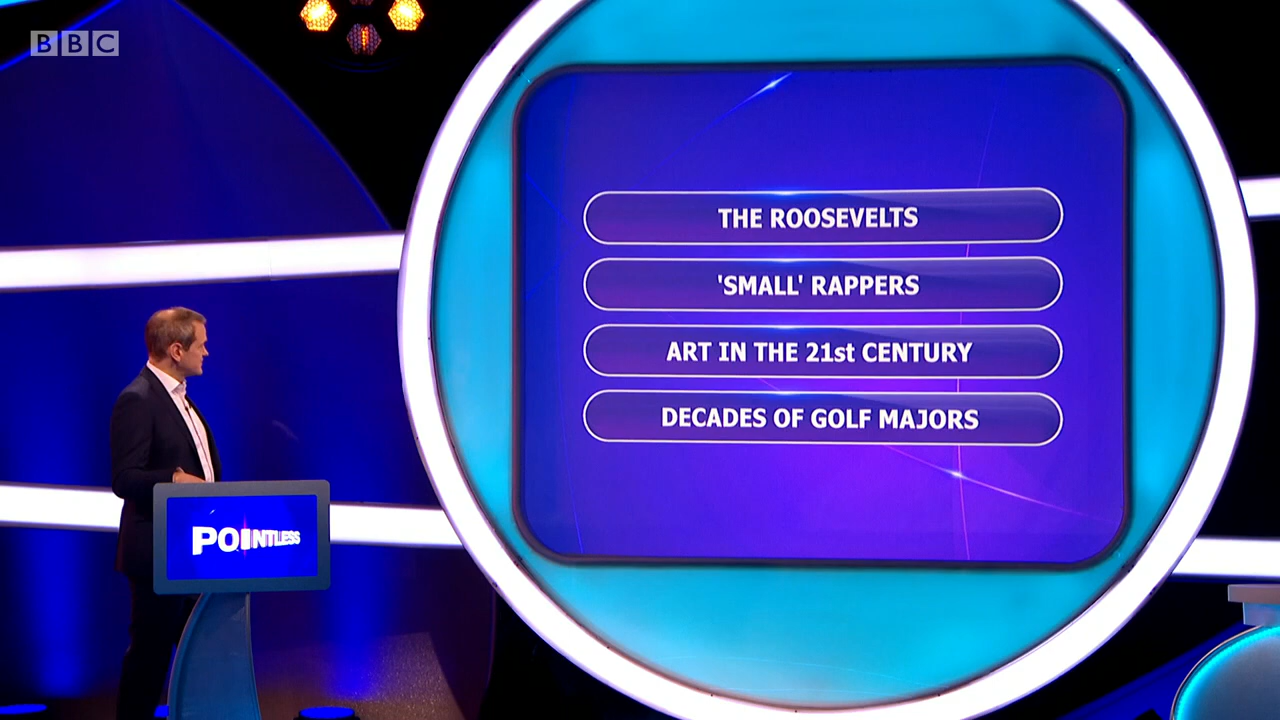 BBC
THE ROOSEVELTS
'SMALL' RAPPERS
ART IN THE 21st CENTURY
DECADES OF GOLF MAJORS
POINTLESS